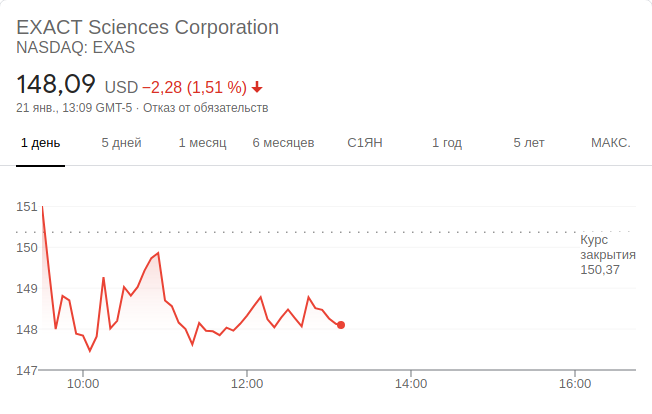 EXACT Sciences Corporation
NASDAQ: EXAS
148,09 USD −2,28 (1,51 %)
21 янв., 13:09 GMT-5 · Отказ от обязательств
1 день 5 дней 1 месяц 6 месяцев С1ЯН 1 год 5 лет МАКС.
151
150
149
148
147
Курс
закрытия
150,37
10:00 12:00 14:00 16:00